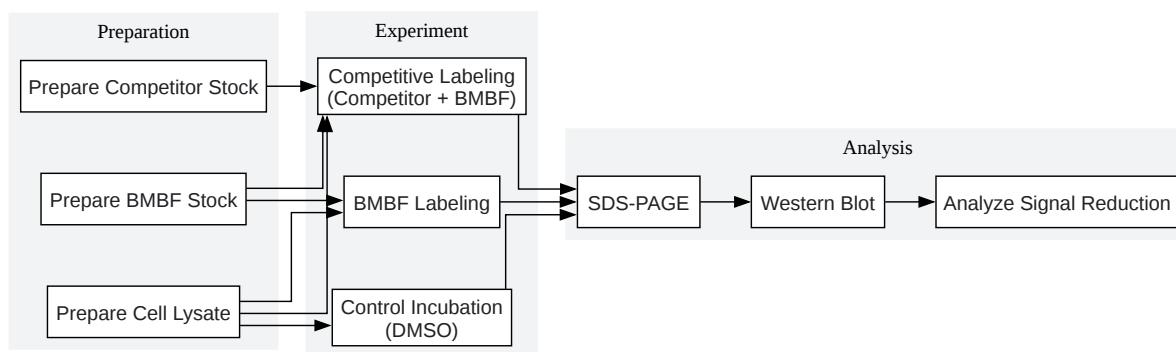 Preparation
Prepare Competitor Stock
Prepare BMBF Stock
Prepare Cell Lysate
Experiment
Competitive Labeling
(Competitor + BMBF)
BMBF Labeling
Control Incubation
(DMSO)
Analysis
SDS-PAGE
Western Blot
Analyze Signal Reduction